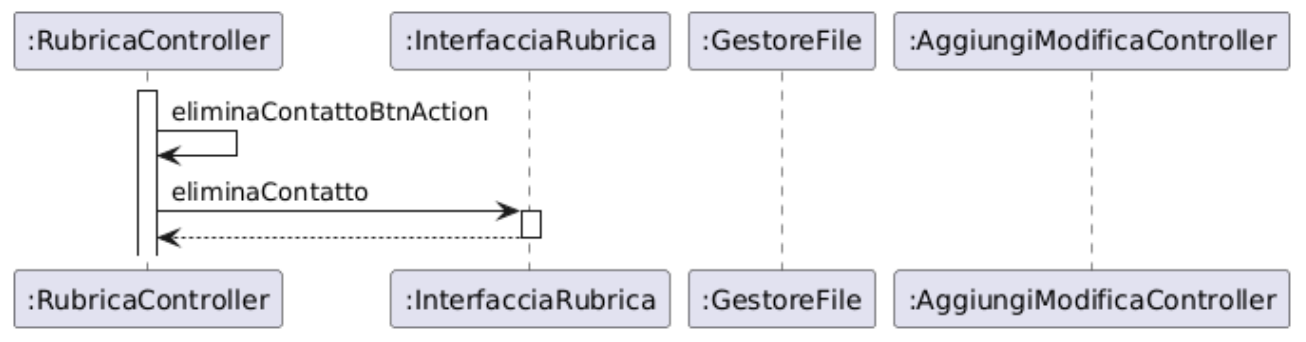 :RubricaController :InterfacciaRubrica :GestoreFile :AggiungiModificaController
eliminaContattoBtnAction
eliminaContatto
:RubricaController :InterfacciaRubrica :GestoreFile :AggiungiModificaController